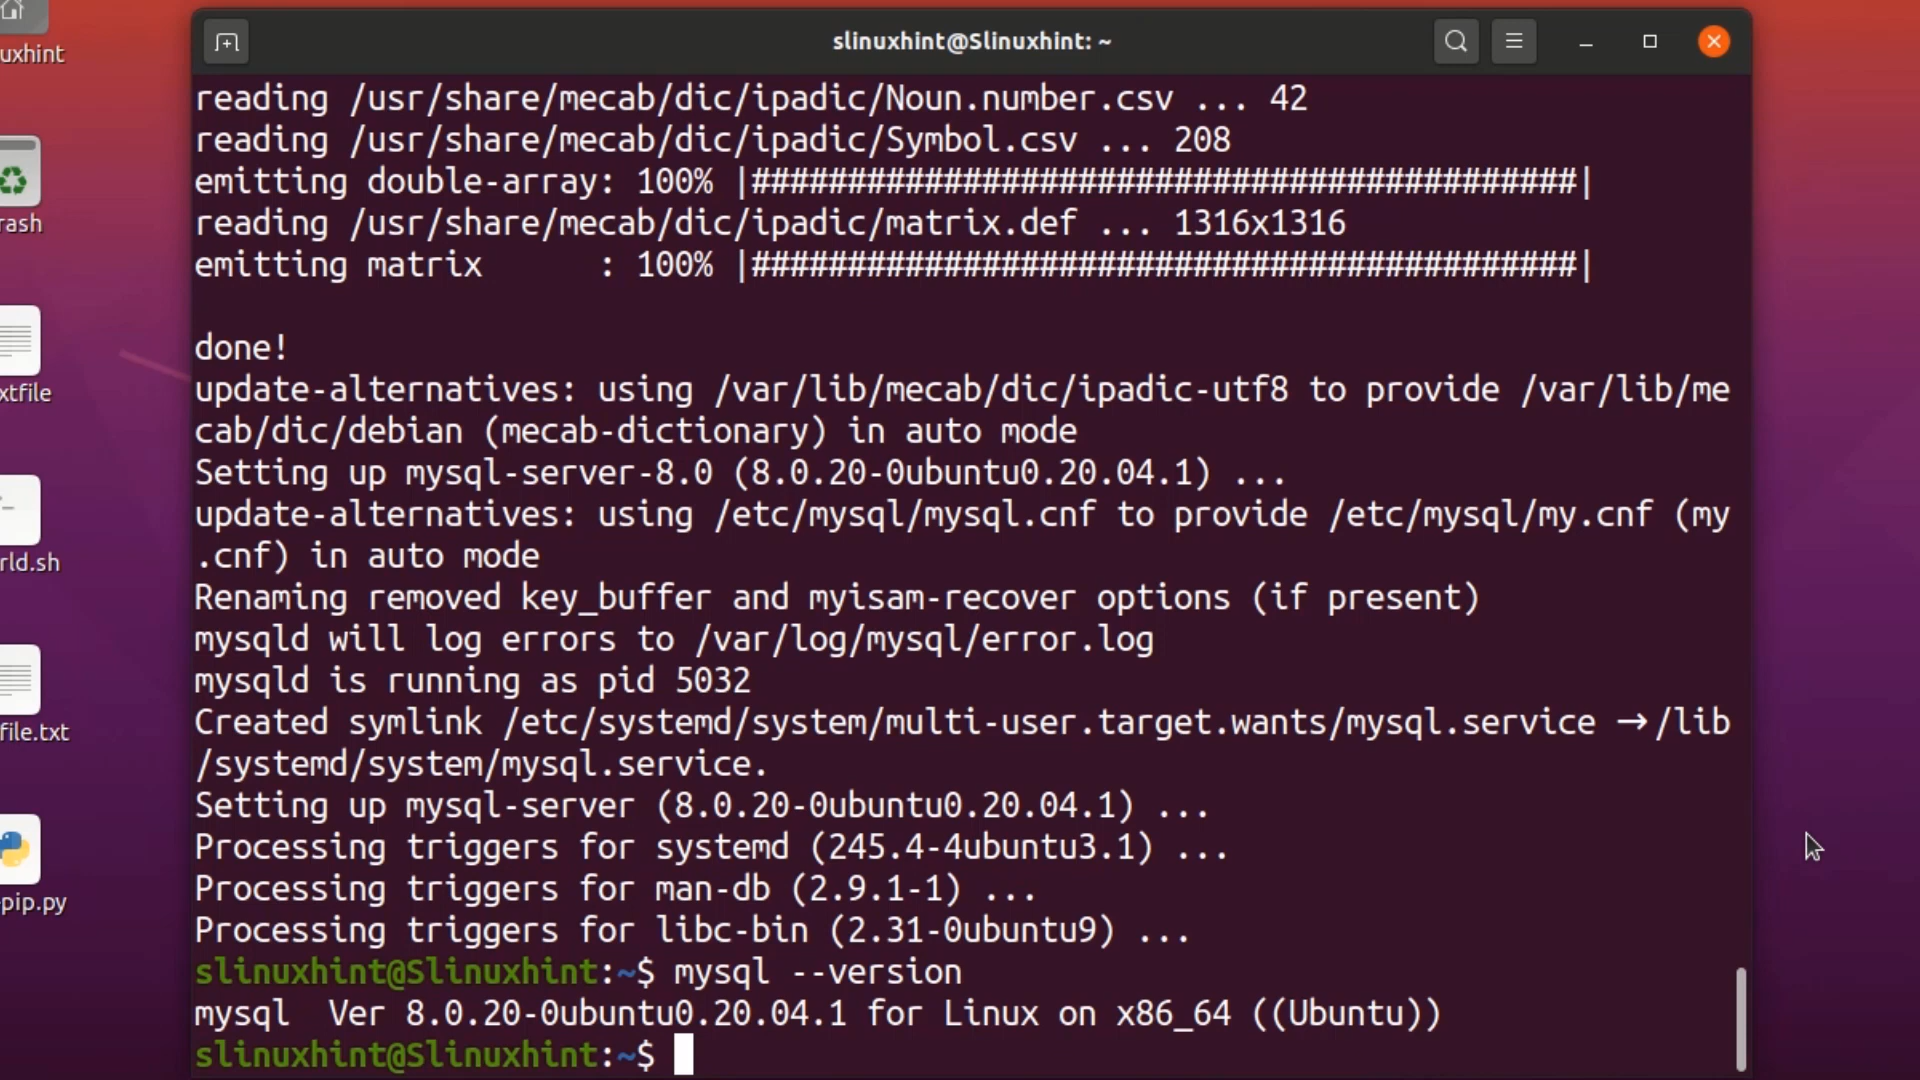 slinuxhint@Slinuxhint: ~
uxhint
rash
xtfile
rld.sh
file.txt
pip.py
reading /usr/share/mecab/dic/ipadic/Noun.number.csv ... 42
reading /usr/share/mecab/dic/ipadic/Symbol.csv ... 208
emitting double-array: 100% |###########################################|
reading /usr/share/mecab/dic/ipadic/matrix.def ... 1316x1316
emitting matrix      : 100% |###########################################|
done!
update-alternatives: using /var/lib/mecab/dic/ipadic-utf8 to provide /var/lib/me
cab/dic/debian (mecab-dictionary) in auto mode
Setting up mysql-server-8.0 (8.0.20-0ubuntu0.20.04.1) ...
update-alternatives: using /etc/mysql/mysql.cnf to provide /etc/mysql/my.cnf (my
.cnf) in auto mode
Renaming removed key_buffer and myisam-recover options (if present)
mysqld will log errors to /var/log/mysql/error.log
mysqld is running as pid 5032
Created symlink /etc/systemd/system/multi-user.target.wants/mysql.service → /lib
/systemd/system/mysql.service.
Setting up mysql-server (8.0.20-0ubuntu0.20.04.1) ...
Processing triggers for systemd (245.4-4ubuntu3.1) ...
Processing triggers for man-db (2.9.1-1) ...
Processing triggers for libc-bin (2.31-0ubuntu9) ...
slinuxhint@Slinuxhint:~$ mysql --version
mysql  Ver 8.0.20-0ubuntu0.20.04.1 for Linux on x86_64 ((Ubuntu))
slinuxhint@Slinuxhint:~$